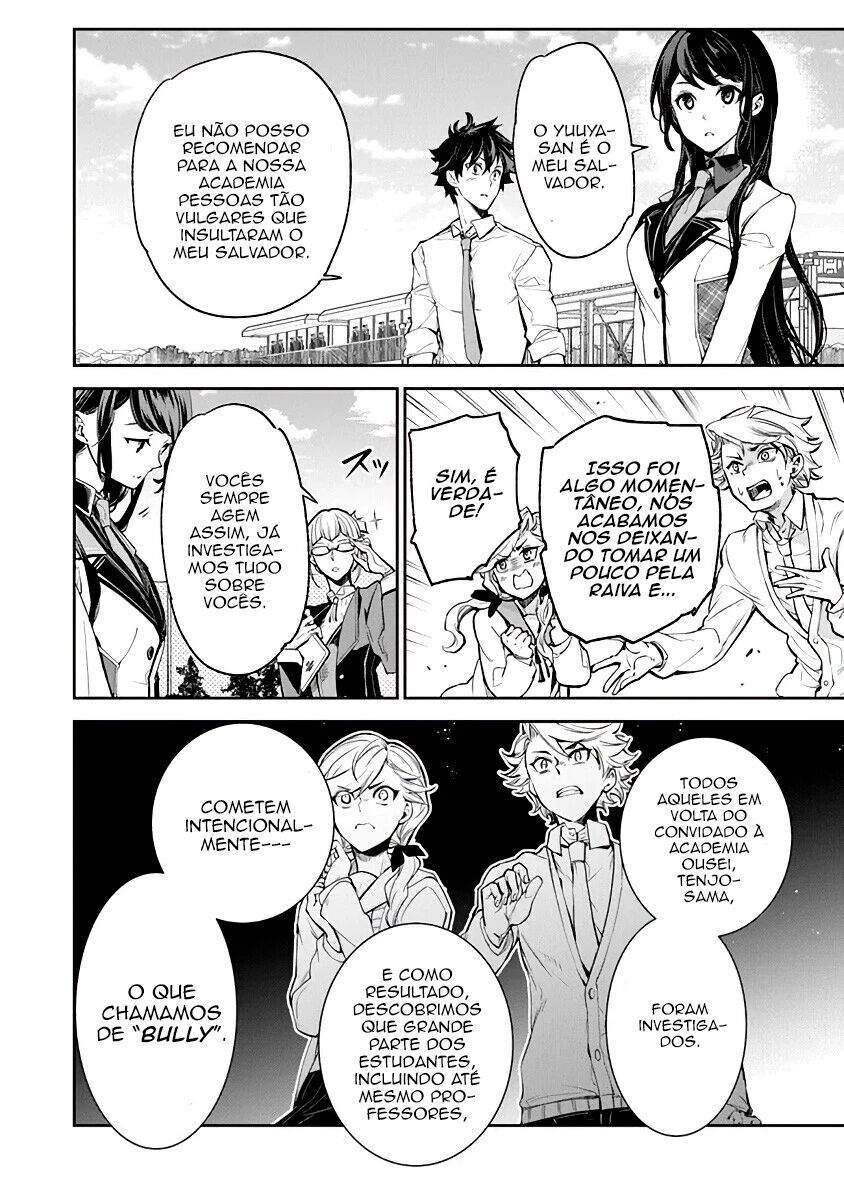 O YUUYA-
SAN É O
MEU SAL-
VADOR.
EU NÃO POSSO
RECOMENDAR
PARA A NOSSA
ACADEMIA
PESSOAS TÃO
VULGARES QUE
INSULTARAM O
MEU SALVADOR.
ISSO FOI
ALGO MOMEN-
TÂNEO, NÓS
ACABAMOS
NOS DEIXAN-
DO TOMAR UM
POUCO PELA
RAIVA E...
SIM, É
VERDA-
DE!
スッ
VOCÊS
SEMPRE
AGEM
ASSIM, JÁ
INVESTIGA-
MOS TUDO
SOBRE
VOCÊS.
TODOS
AQUELES EM
VOLTA DO
CONVIDADO À
ACADEMIA
OUSEI,
TENJO-
SAMA,
FORAM
INVESTIG-
ADOS.
E COMO
RESULTADO,
DESCOBRIMOS
QUE GRANDE
PARTE DOS
ESTUDANTES,
INCLUINDO ATÉ
MESMO PRO-
FESSORES,
COMETEM
INTENCIONAL-
MENTE---
O QUE
CHAMAMOS
DE "BULLY".